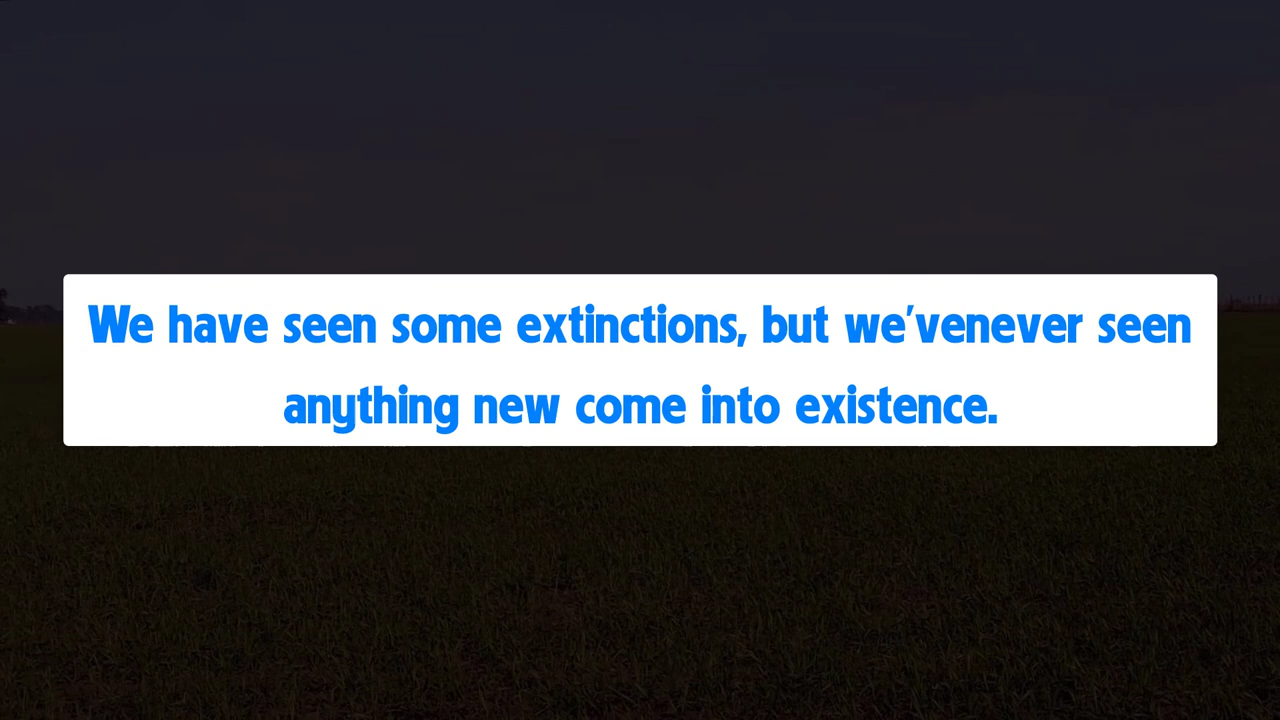 We have seen some extinctions, but we'venever seen
anything new come into existence.